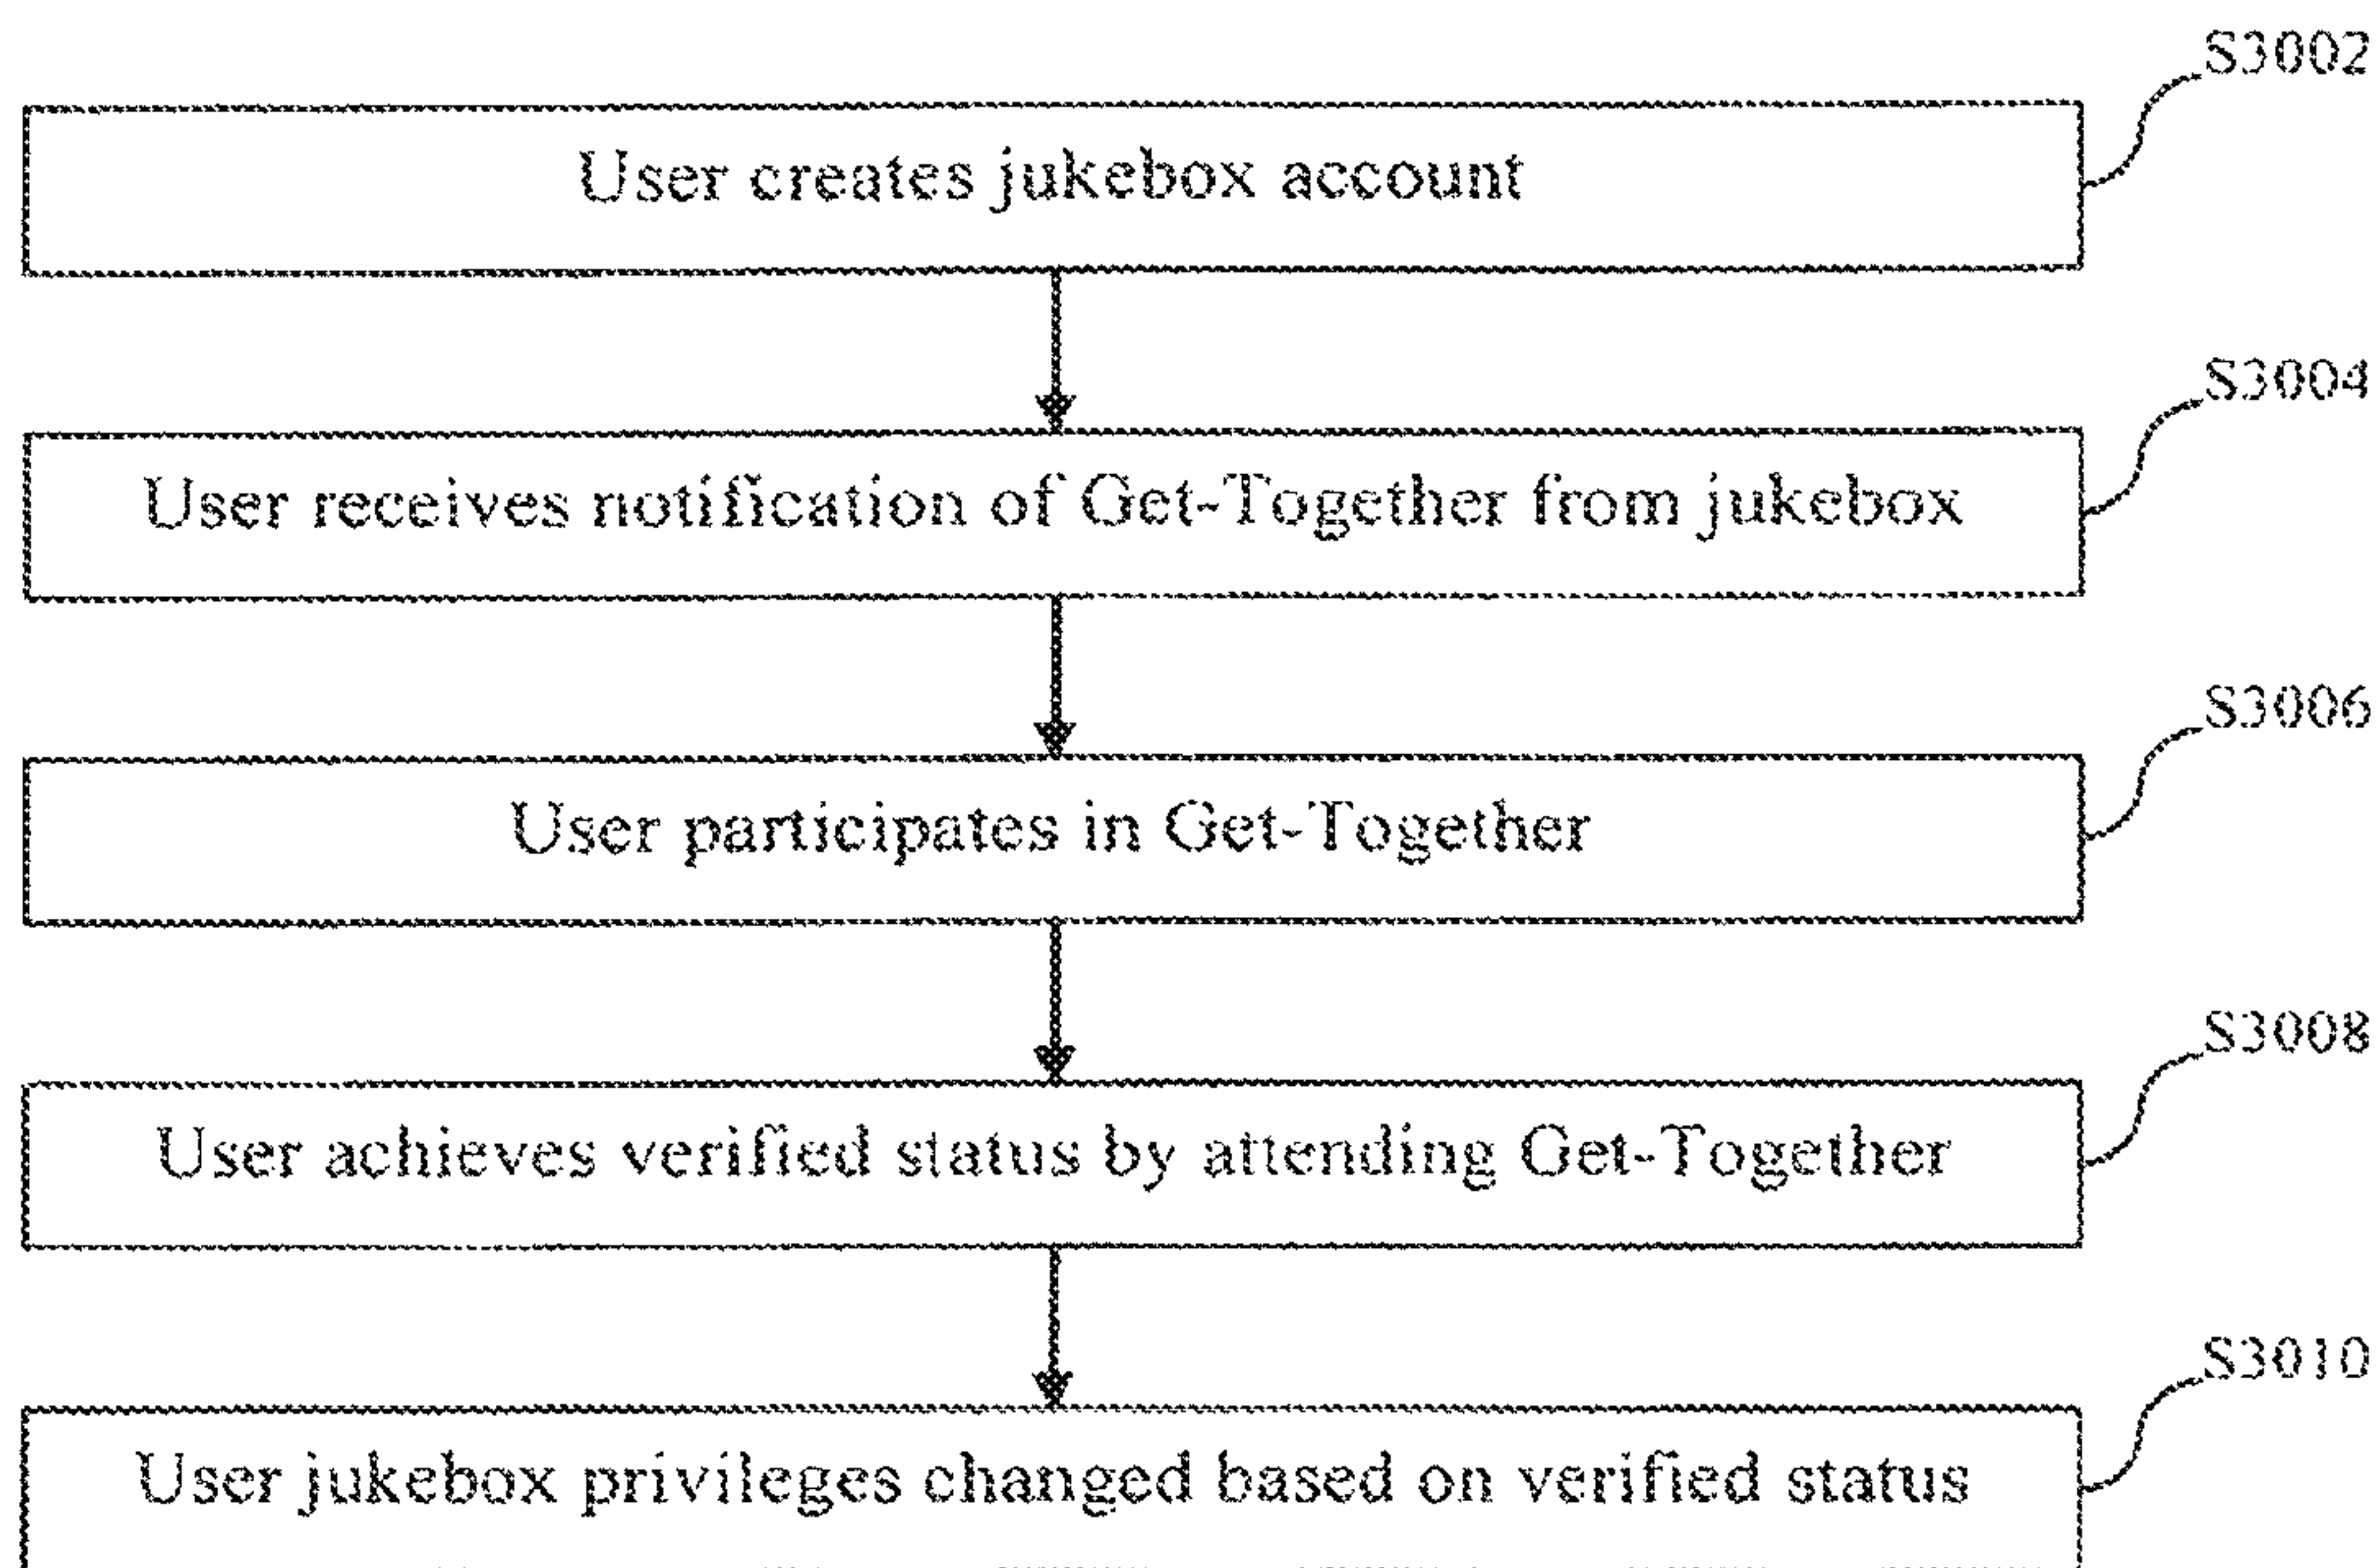 S3002
User creates jukebox account
S3004
User receives notification of Get-Together from jukebox
S3006
User participates in Get-Together
S3008
User achieves verified status by attending Get-Together
S3010
User jukebox privileges changed based on verified status